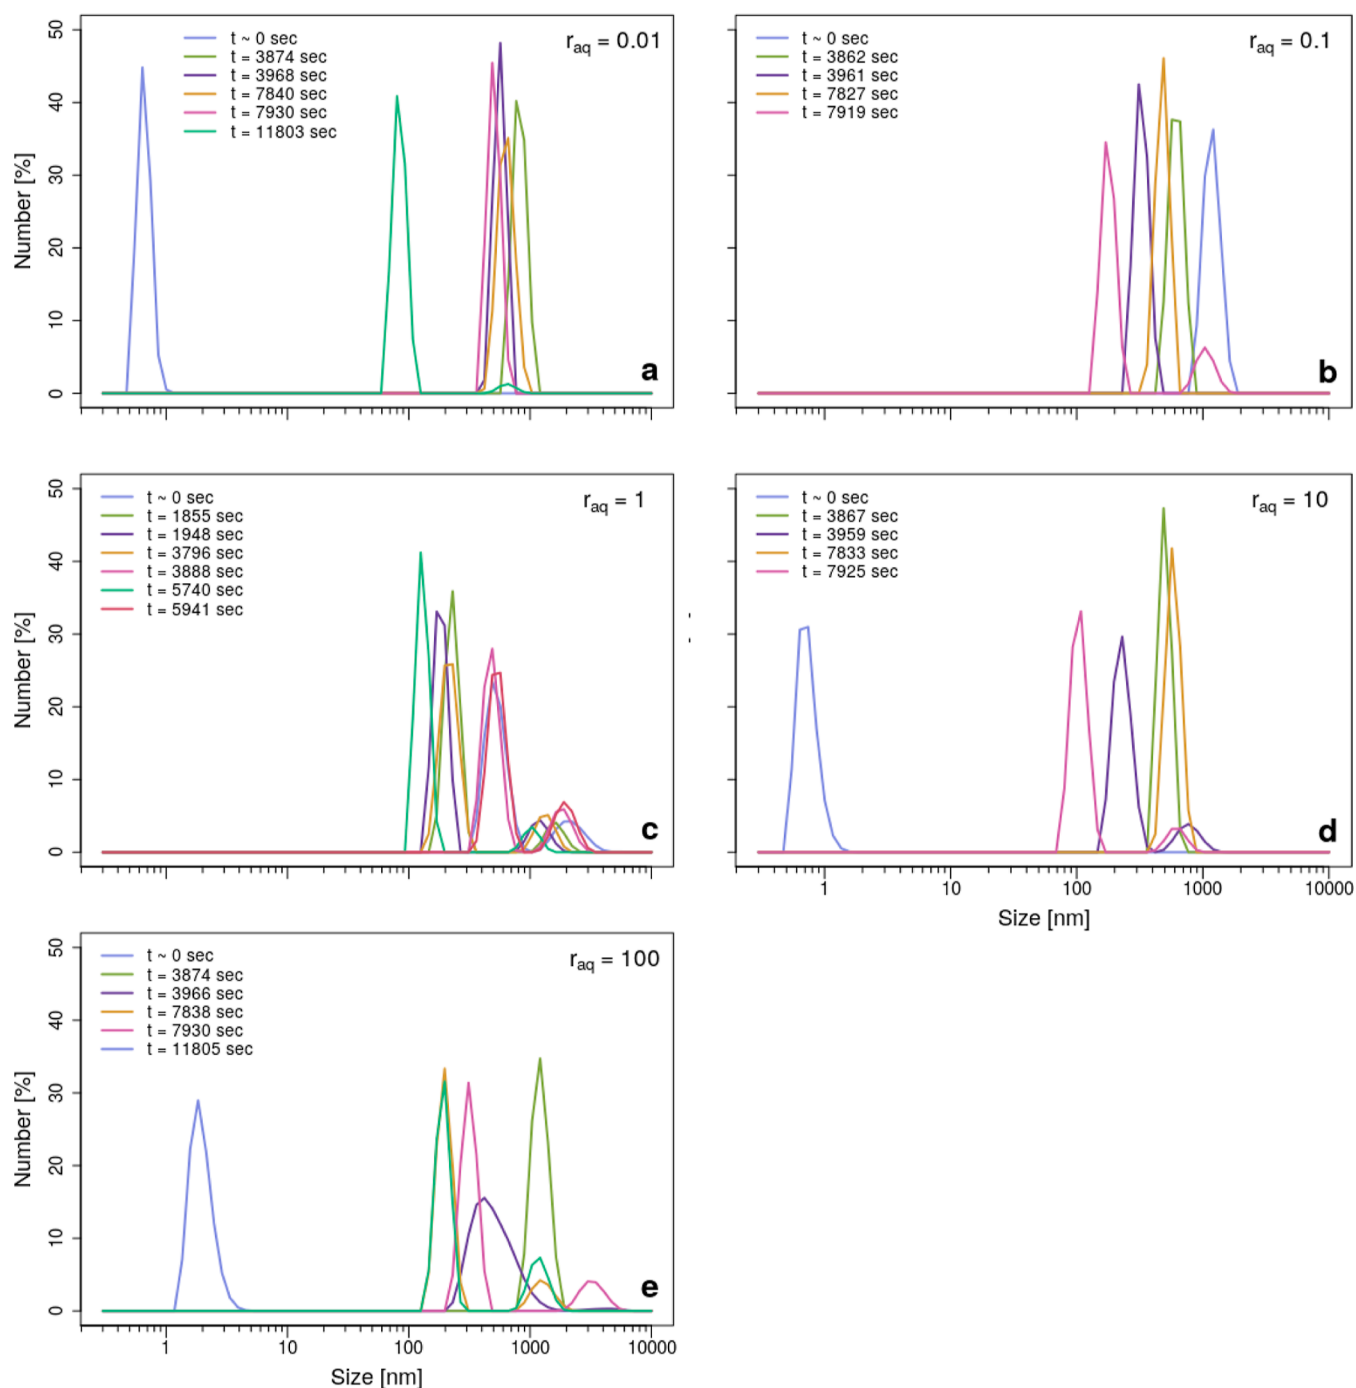 r_aq = 0.01
t ~ 0 sec
t = 3874 sec
t = 3968 sec
t = 7840 sec
t = 7930 sec
t = 11803 sec
50
40
30
20
10
0
Number [%]
a
r_aq = 0.1
t ~ 0 sec
t = 3862 sec
t = 3961 sec
t = 7827 sec
t = 7919 sec
b
r_aq = 1
t ~ 0 sec
t = 1855 sec
t = 1948 sec
t = 3796 sec
t = 3888 sec
t = 5740 sec
t = 5941 sec
50
40
30
20
10
0
Number [%]
c
r_aq = 10
t ~ 0 sec
t = 3867 sec
t = 3959 sec
t = 7833 sec
t = 7925 sec
d
1 10 100 1000 10000
Size [nm]
r_aq = 100
t ~ 0 sec
t = 3874 sec
t = 3966 sec
t = 7838 sec
t = 7930 sec
t = 11805 sec
50
40
30
20
10
0
Number [%]
e
1 10 100 1000 10000
Size [nm]